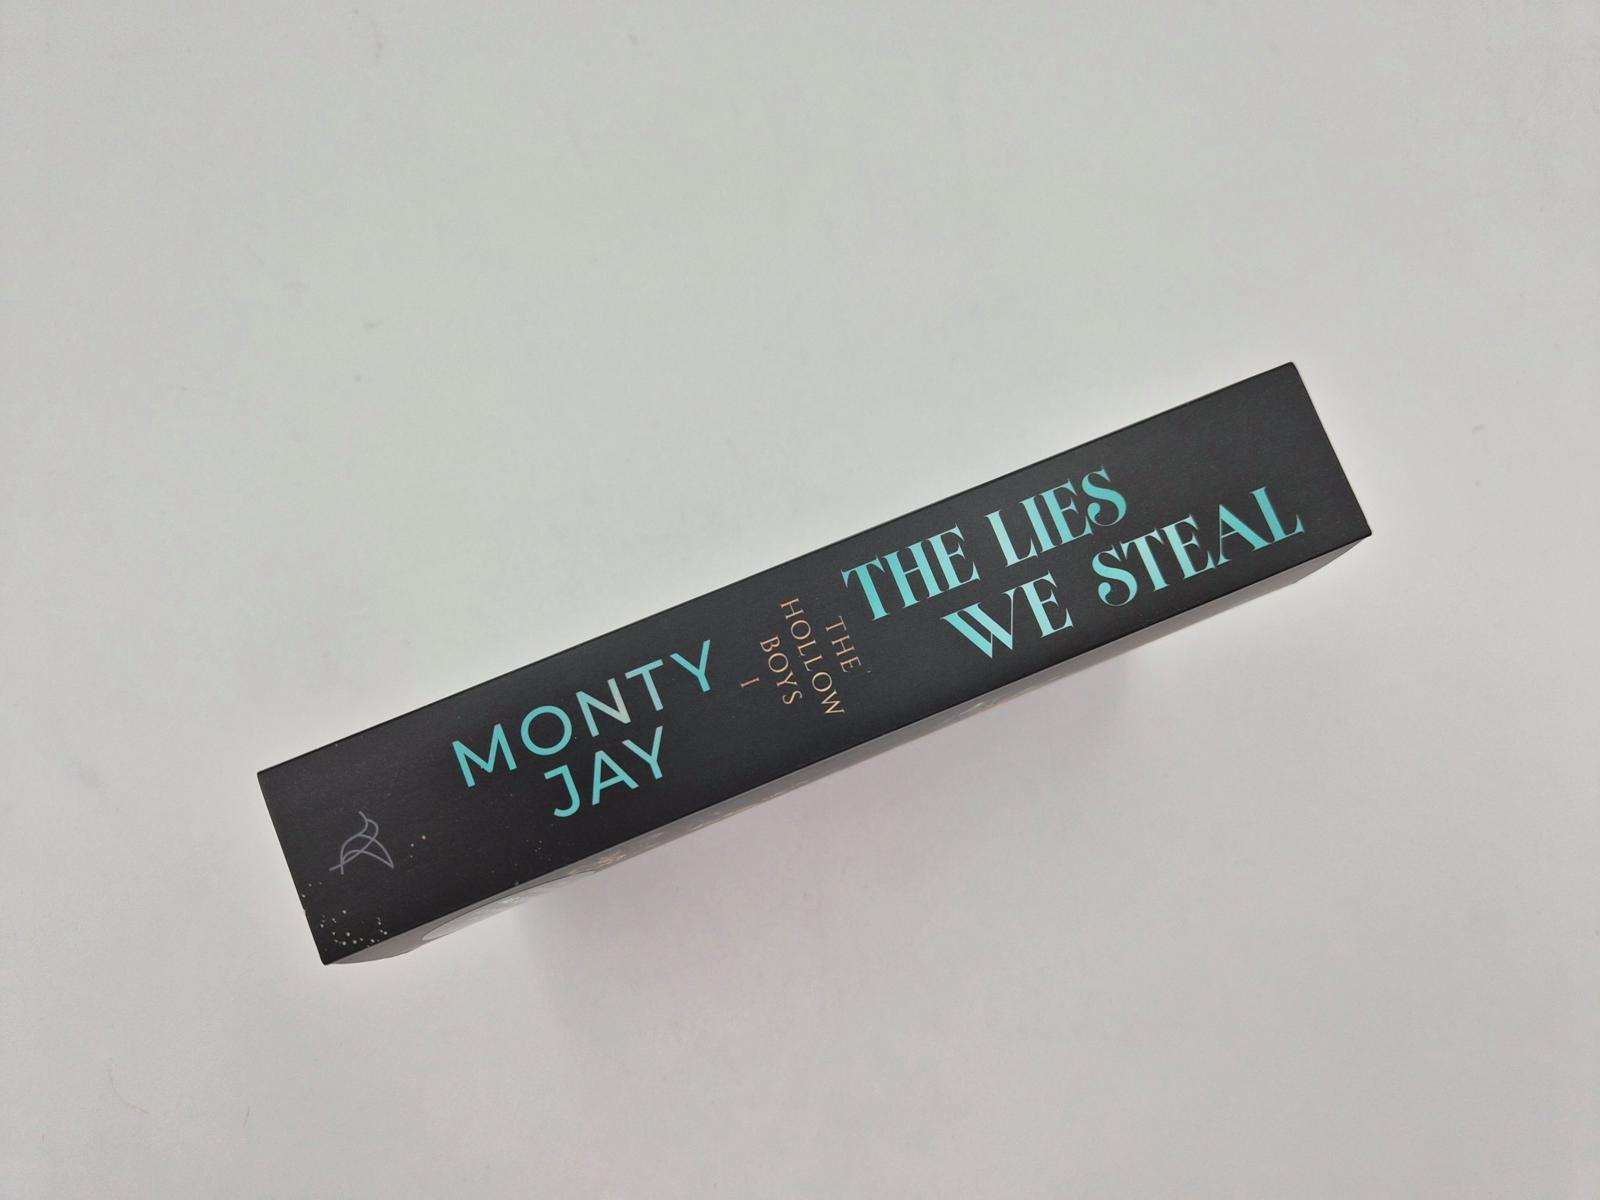 MONTY
JAY
THE
HOLLOW
BOYS
I
THE LIES
WE STEAL